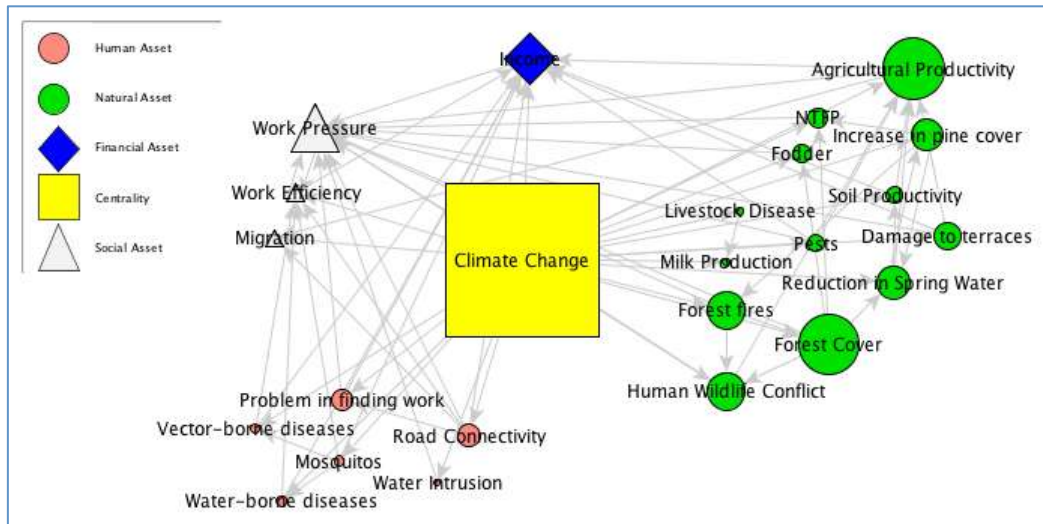 Human Asset
Natural Asset
Financial Asset
Centrality
Social Asset
Income
Agricultural Productivity
Work Pressure
NTFP
Increase in pine cover
Fodder
Work Efficiency
Livestock Disease
Soil Productivity
Migration
Pests
Damage to terraces
Climate Change
Milk Production
Reduction in Spring Water
Forest fires
Forest Cover
Human Wildlife Conflict
Problem in finding work
Vector-borne diseases
Road Connectivity
Mosquitos
Water Intrusion
Water-borne diseases